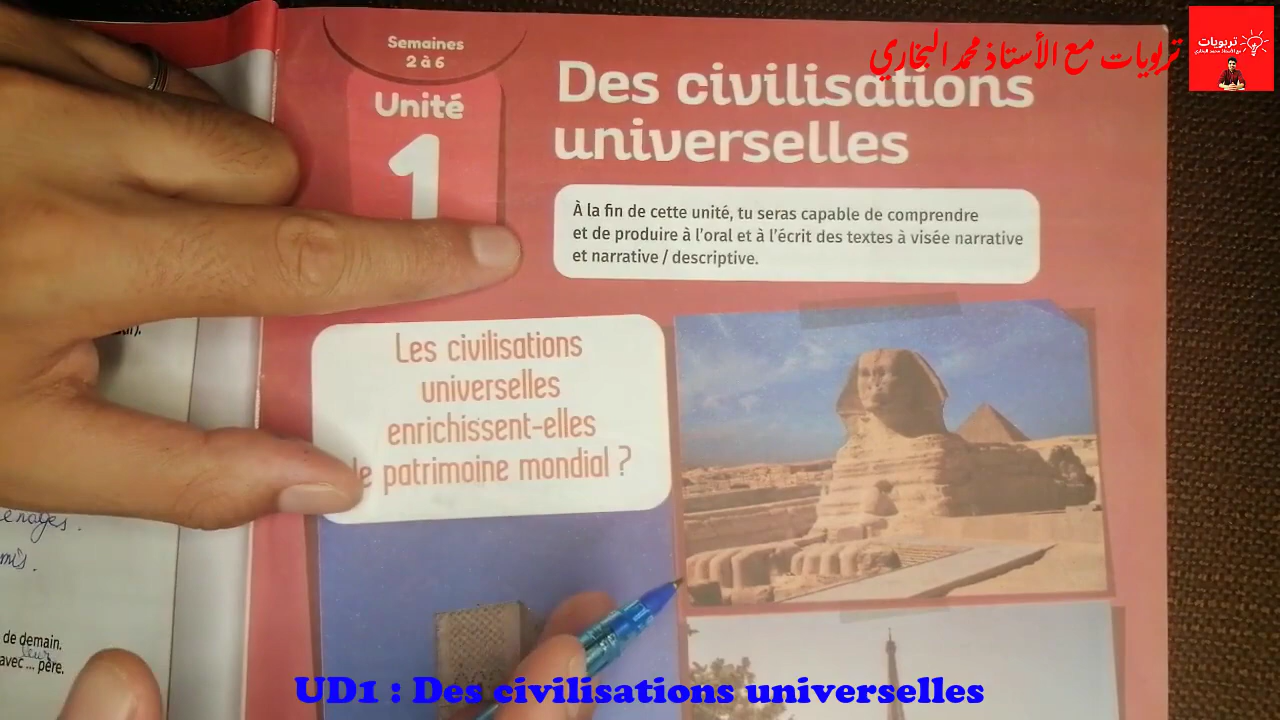 Semaines
2 à 6
Unité
1
Des civilisations
universelles
تربويات مع الأستاذ محمد البخاري
تربويات
À la fin de cette unité, tu seras capable de comprendre
et de produire à l'oral et à l'écrit des textes à visée narrative
et narrative / descriptive.
Les civilisations
universelles
enrichissent-elles
le patrimoine mondial ?
de demain.
leur
avec ... père.
UD1 : Des civilisations universelles